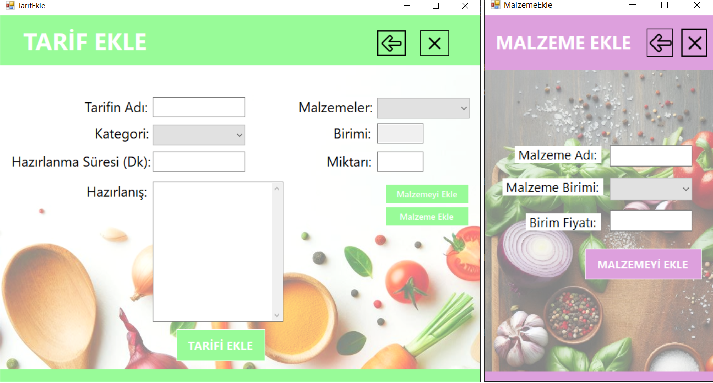 TarifEkle
TARİF EKLE
Tarifin Adı:
Kategori:
Hazırlanma Süresi (Dk):
Hazırlanış:
Malzemeler:
Birimi:
Miktarı:
Malzemeyi Ekle
Malzeme Ekle
TARİFİ EKLE
MalzemeEkle
MALZEME EKLE
Malzeme Adı:
Malzeme Birimi:
Birim Fiyatı:
MALZEMEYİ EKLE